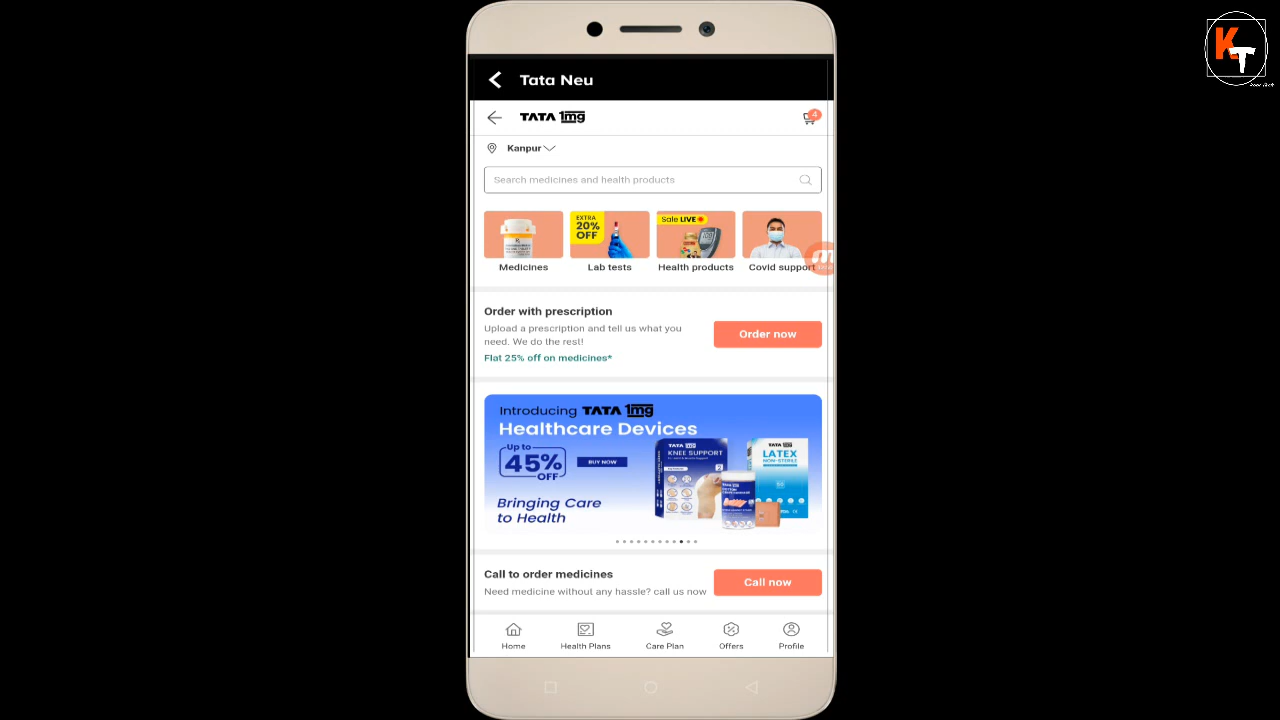 KT
Tata Neu
TATA 1mg
4
Kanpur
Search medicines and health products
EXTRA
20%
OFF
Sale LIVE
Medicines
Lab tests
Health products
Covid support
Order with prescription
Upload a prescription and tell us what you
need. We do the rest!
Order now
Flat 25% off on medicines*
Introducing TATA 1mg
Healthcare Devices
Up to
45%
OFF
BUY NOW
Bringing Care
to Health
TATA 1mg
KNEE SUPPORT
TATA 1mg
LATEX
NON-STERILE
Call to order medicines
Need medicine without any hassle? call us now
Call now
Home
Health Plans
Care Plan
Offers
Profile